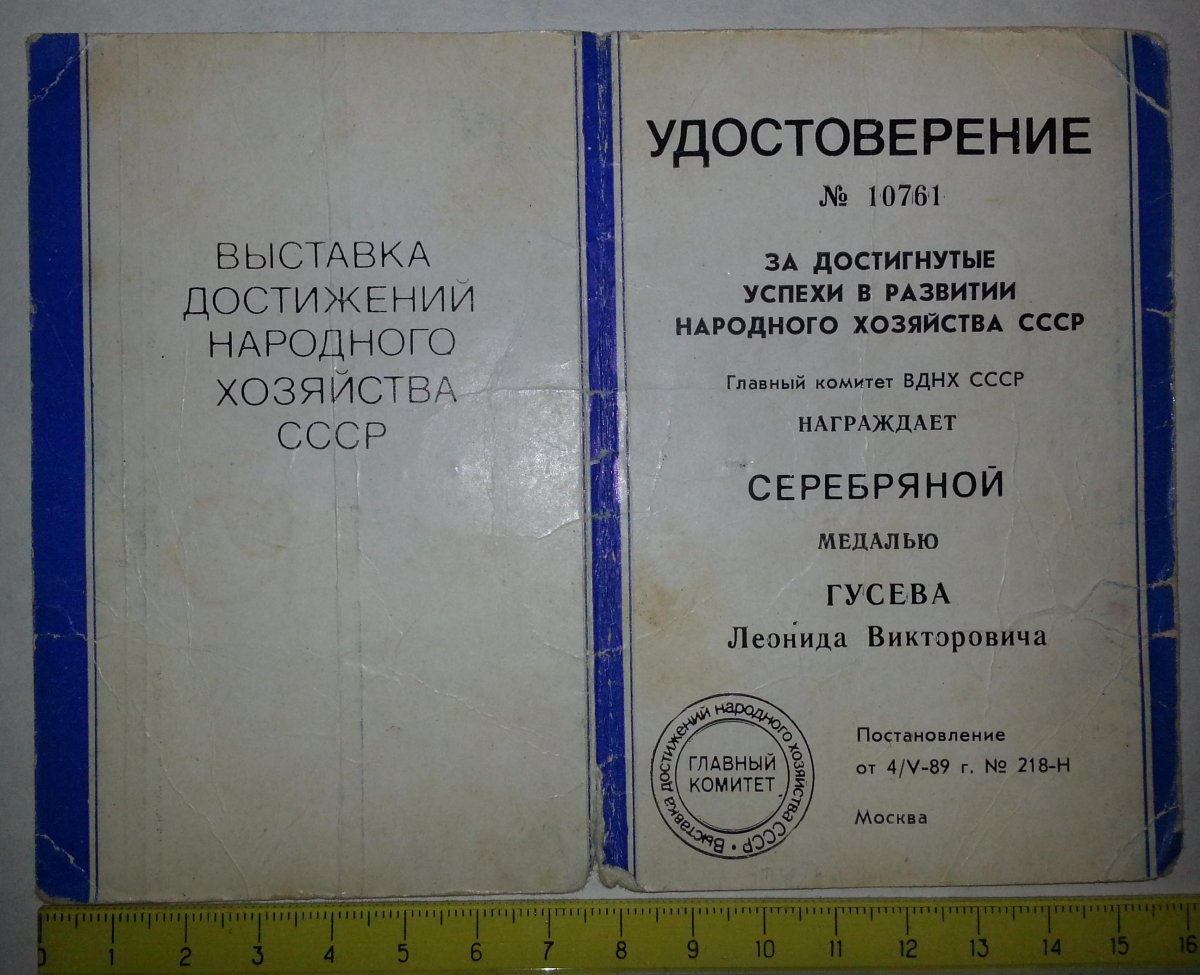 ВЫСТАВКА
ДОСТИЖЕНИЙ
НАРОДНОГО
ХОЗЯЙСТВА
СССР
УДОСТОВЕРЕНИЕ
№ 10761
ЗА ДОСТИГНУТЫЕ
УСПЕХИ В РАЗВИТИИ
НАРОДНОГО ХОЗЯЙСТВА СССР
Главный комитет ВДНХ СССР
НАГРАЖДАЕТ
СЕРЕБРЯНОЙ
МЕДАЛЬЮ
ГУСЕВА
Леонида Викторовича
Выставка достижений народного хозяйства СССР •
ГЛАВНЫЙ
КОМИТЕТ
Постановление
от 4/V-89 г. № 218-Н
Москва
0 1 2 3 4 5 6 7 8 9 10 11 12 13 14 15 16